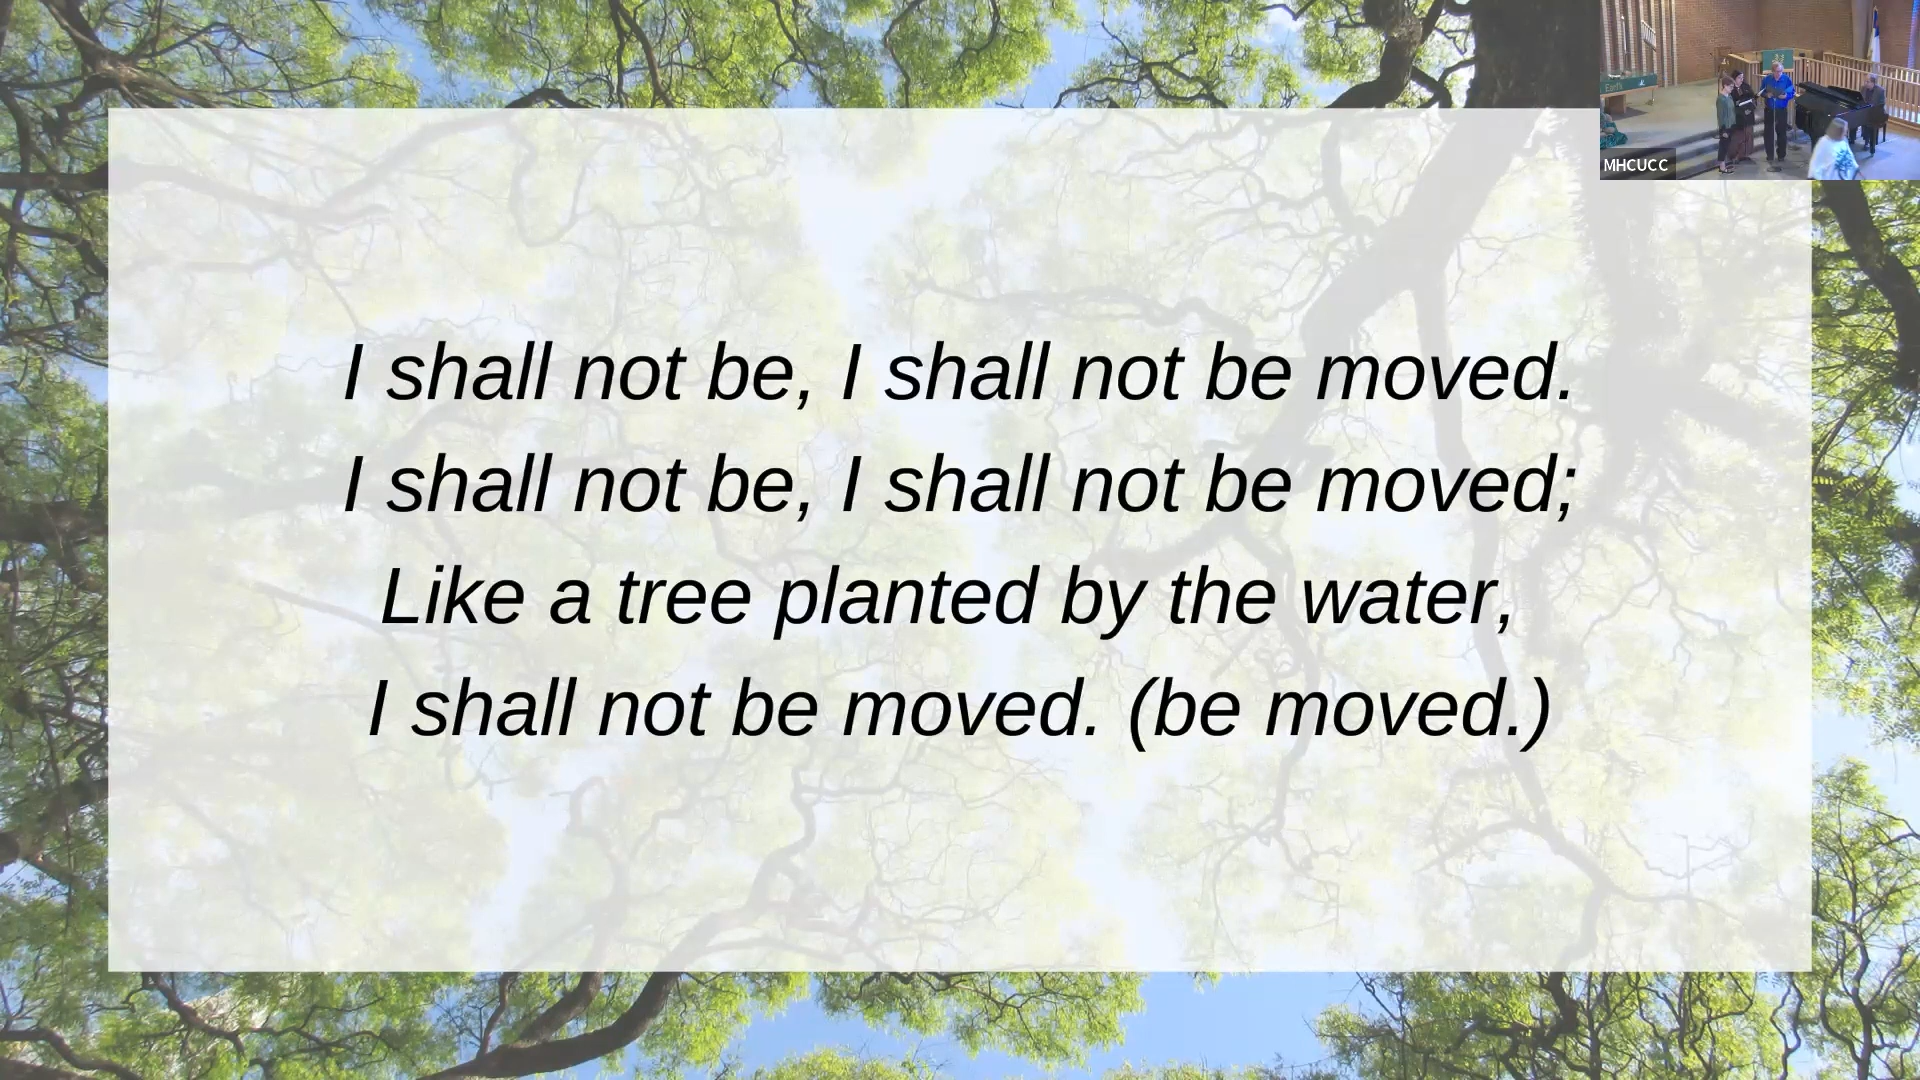 I shall not be, I shall not be moved.
I shall not be, I shall not be moved;
Like a tree planted by the water,
I shall not be moved. (be moved.)
MHCUCC
Earth